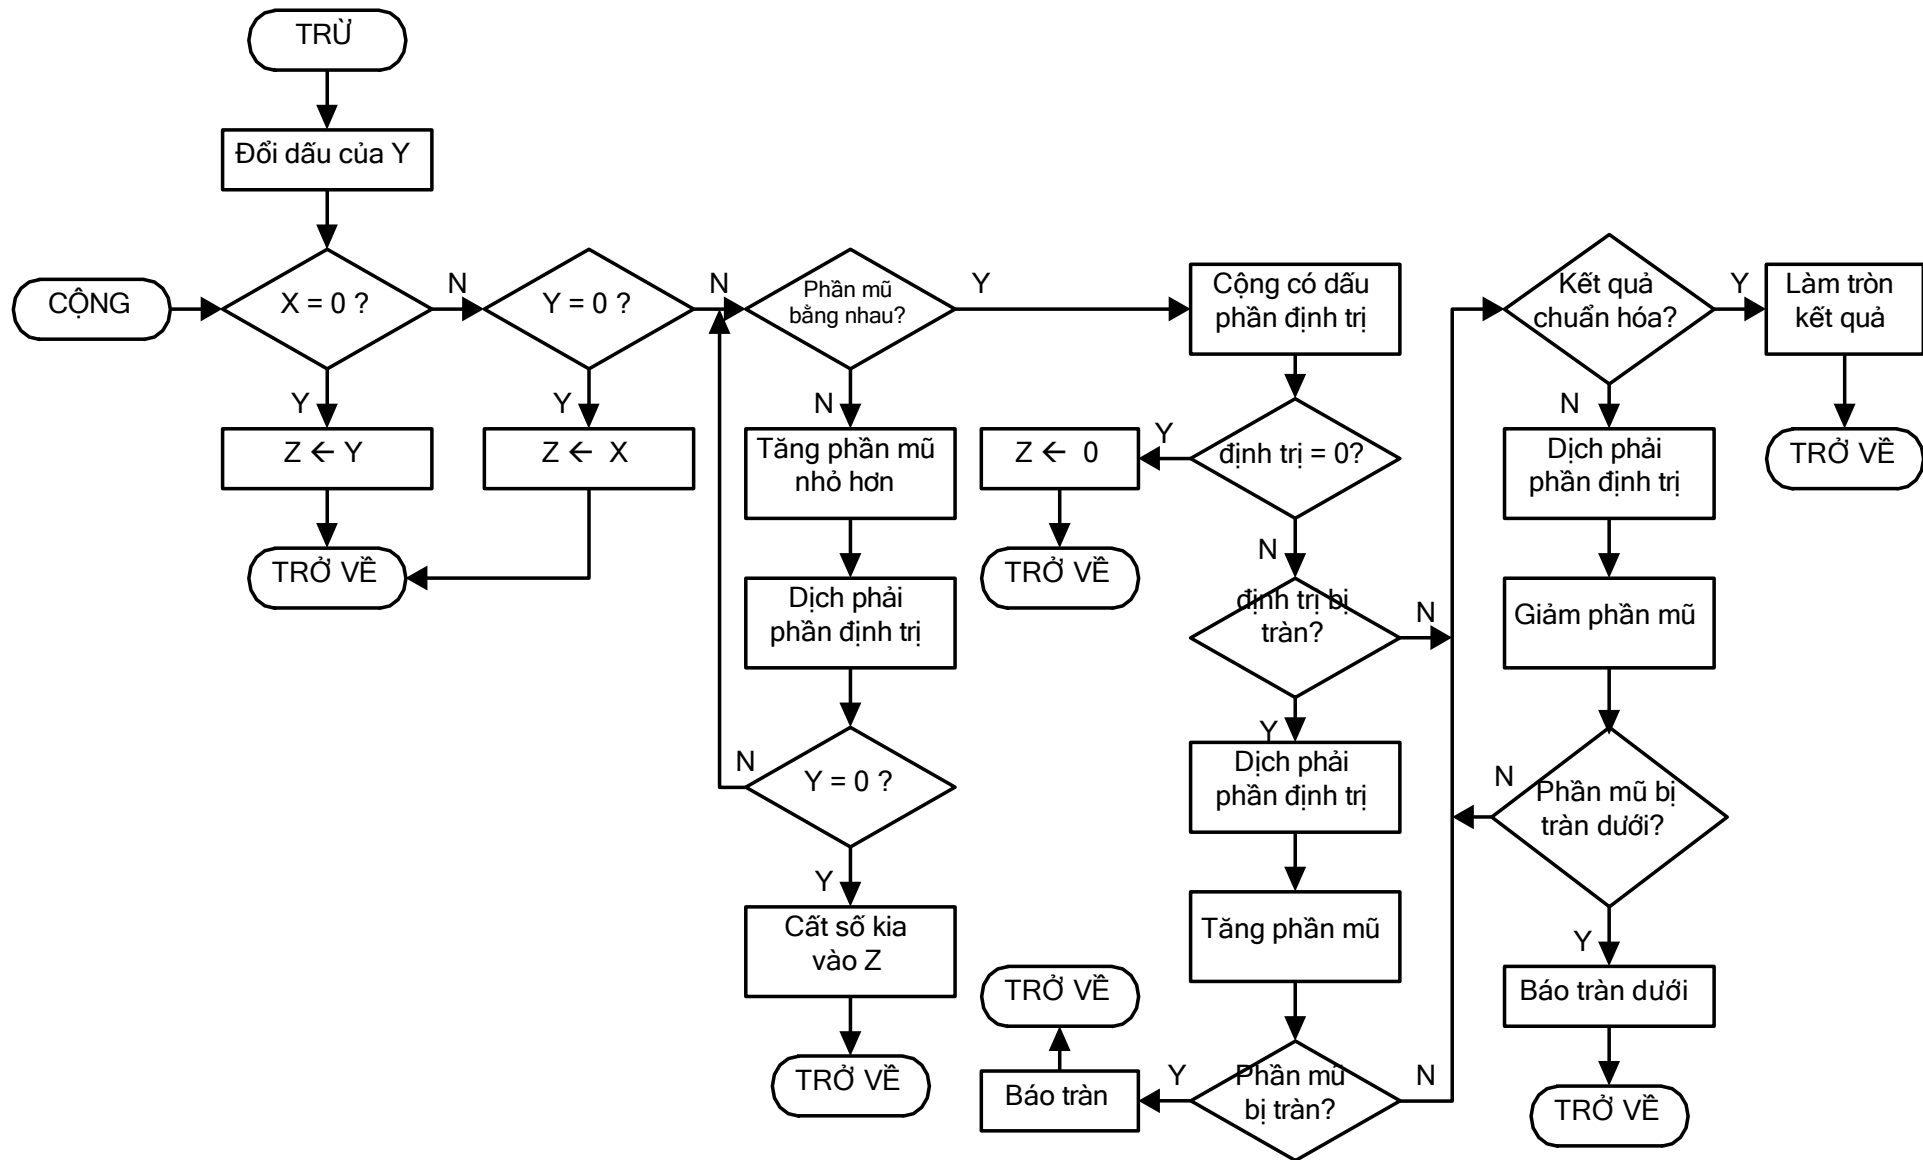 TRỪ
Đổi dấu của Y
CỘNG
X = 0 ?
N
Y
Z ← Y
TRỞ VỀ
Y = 0 ?
N
Y
Z ← X
Phần mũ
bằng nhau?
Y
N
Tăng phần mũ
nhỏ hơn
Dịch phải
phần định trị
Y = 0 ?
N
Y
Cất số kia
vào Z
TRỞ VỀ
Cộng có dấu
phần định trị
định trị = 0?
Y
Z ← 0
TRỞ VỀ
N
định trị bị
tràn?
N
Y
Dịch phải
phần định trị
Tăng phần mũ
Phần mũ
bị tràn?
Y
Báo tràn
TRỞ VỀ
N
Kết quả
chuẩn hóa?
Y
Làm tròn
kết quả
TRỞ VỀ
N
Dịch phải
phần định trị
Giảm phần mũ
Phần mũ bị
tràn dưới?
N
Y
Báo tràn dưới
TRỞ VỀ